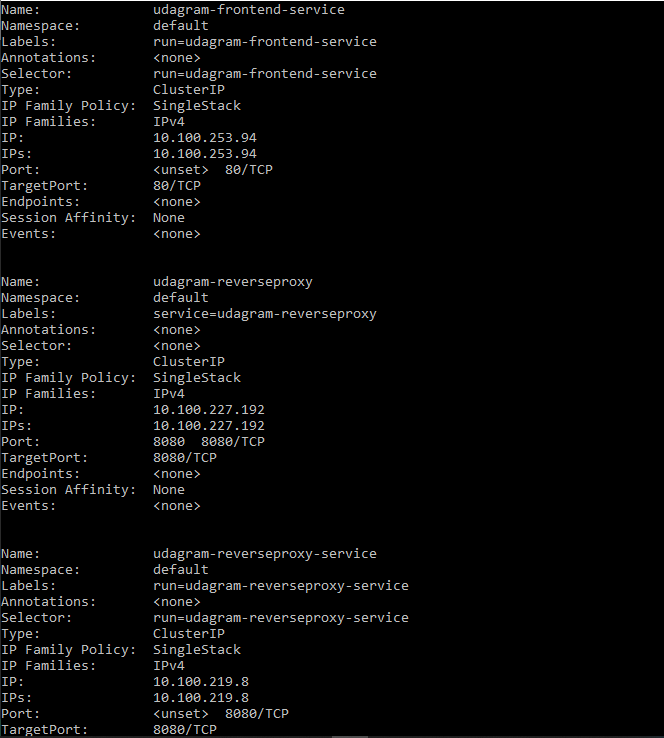 Name:              udagram-frontend-service
Namespace:         default
Labels:            run=udagram-frontend-service
Annotations:       <none>
Selector:          run=udagram-frontend-service
Type:              ClusterIP
IP Family Policy:  SingleStack
IP Families:       IPv4
IP:                10.100.253.94
IPs:               10.100.253.94
Port:              <unset>  80/TCP
TargetPort:        80/TCP
Endpoints:         <none>
Session Affinity:  None
Events:            <none>
Name:              udagram-reverseproxy
Namespace:         default
Labels:            service=udagram-reverseproxy
Annotations:       <none>
Selector:          <none>
Type:              ClusterIP
IP Family Policy:  SingleStack
IP Families:       IPv4
IP:                10.100.227.192
IPs:               10.100.227.192
Port:              8080  8080/TCP
TargetPort:        8080/TCP
Endpoints:         <none>
Session Affinity:  None
Events:            <none>
Name:              udagram-reverseproxy-service
Namespace:         default
Labels:            run=udagram-reverseproxy-service
Annotations:       <none>
Selector:          run=udagram-reverseproxy-service
Type:              ClusterIP
IP Family Policy:  SingleStack
IP Families:       IPv4
IP:                10.100.219.8
IPs:               10.100.219.8
Port:              <unset>  8080/TCP
TargetPort:        8080/TCP